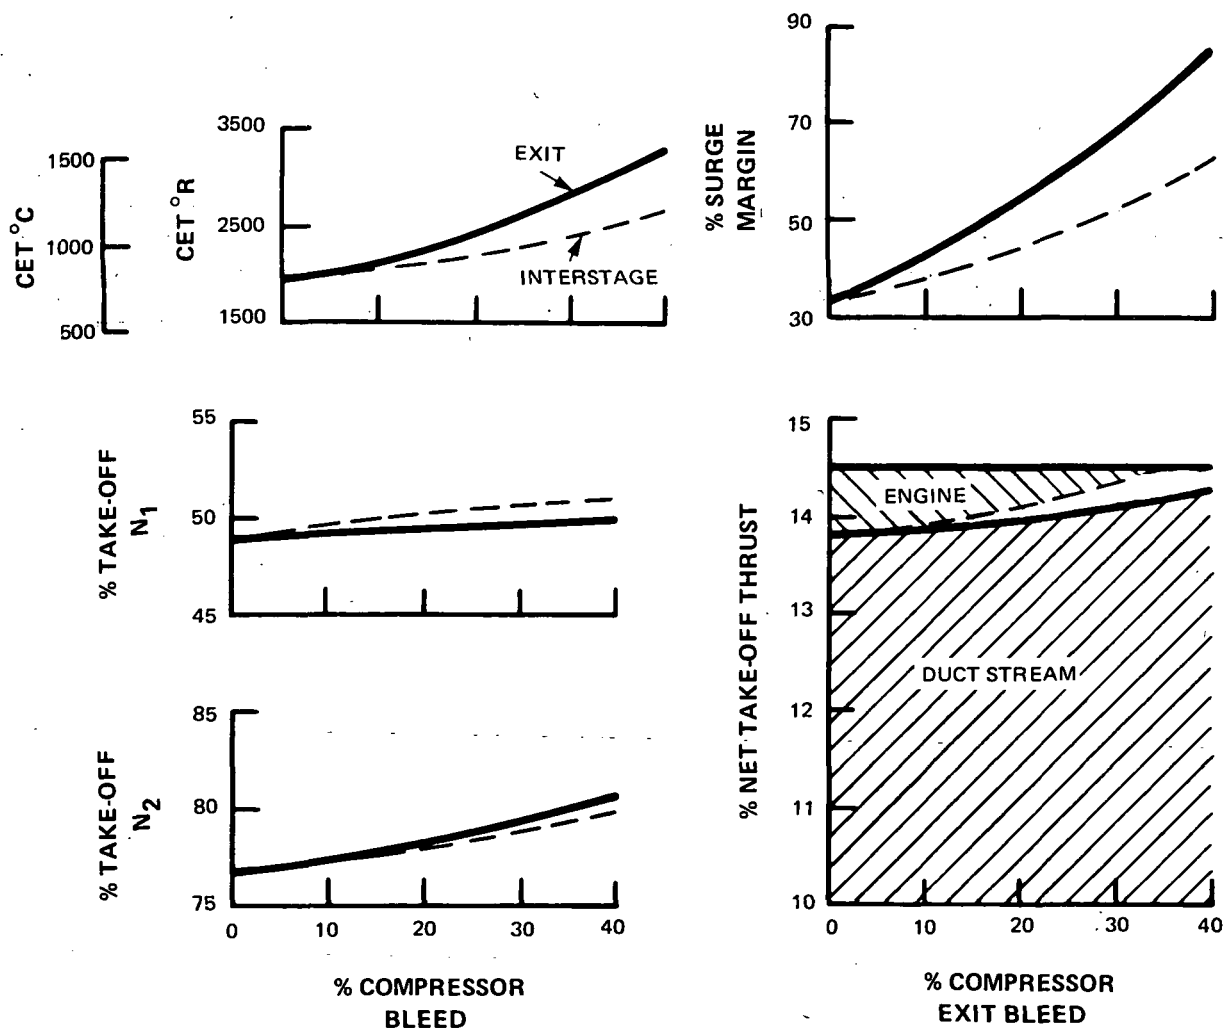 CET °C
1500
1000
500
CET °R
3500
2500
1500
EXIT
INTERSTAGE
% SURGE
MARGIN
90
70
50
30
% TAKE-OFF
N1
55
50
45
% TAKE-OFF
N2
85
80
75
0 10 20 30 40
% COMPRESSOR
BLEED
% NET TAKE-OFF THRUST
15
14
13
12
11
10
ENGINE
DUCT STREAM
0 10 20 30 40
% COMPRESSOR
EXIT BLEED